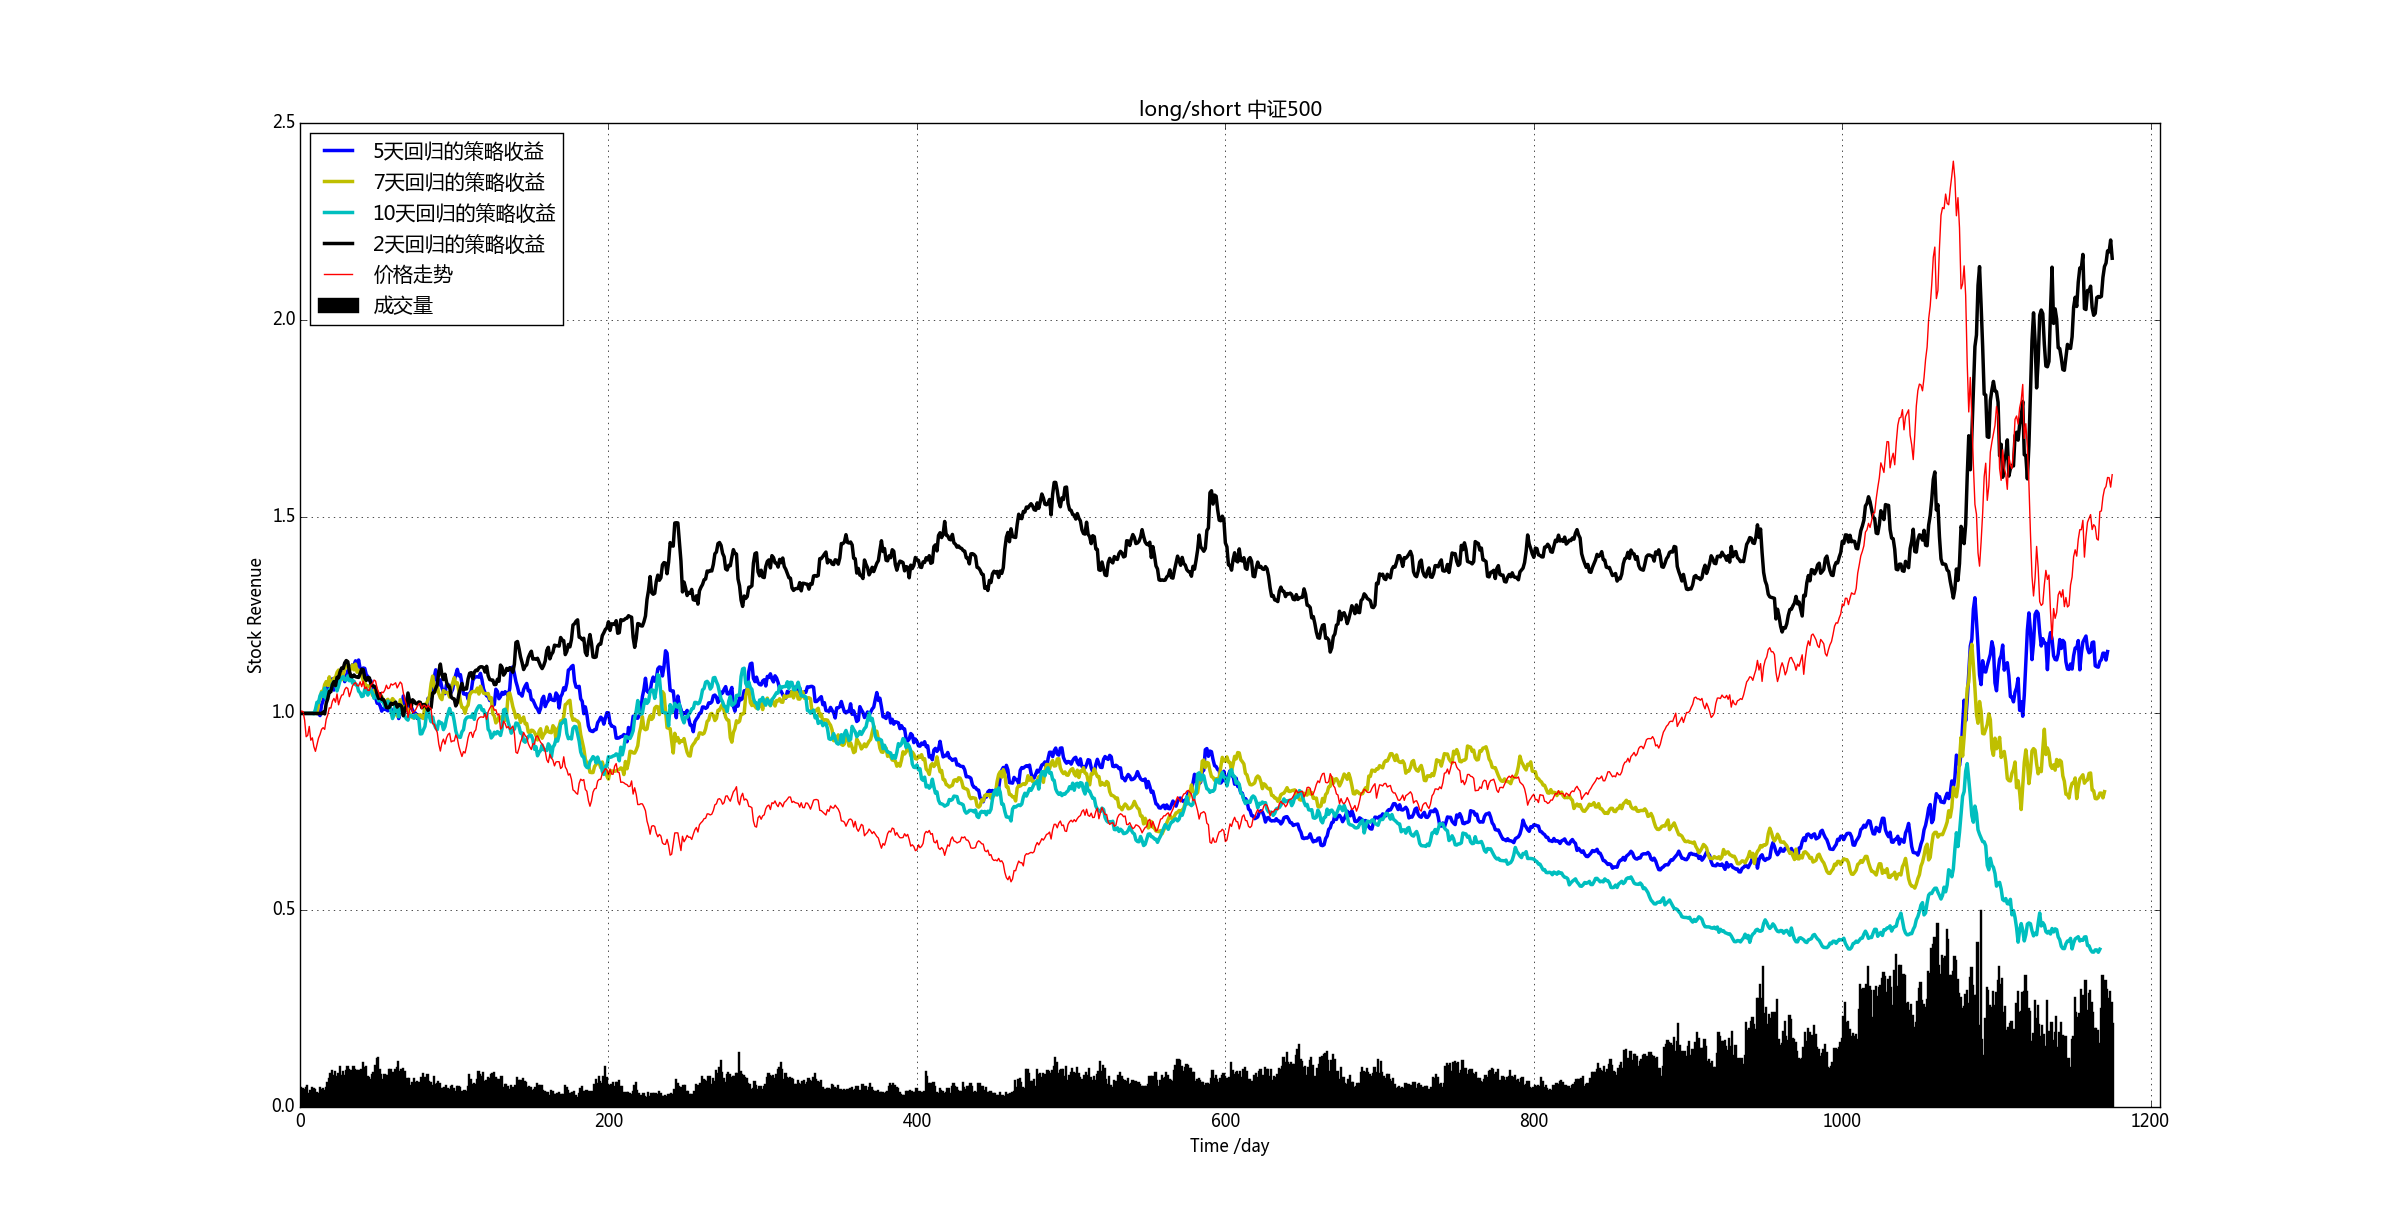 long/short 中证500
2.5
2.0
1.5
1.0
0.5
0.0
Stock Revenue
5天回归的策略收益
7天回归的策略收益
10天回归的策略收益
2天回归的策略收益
价格走势
成交量
0 200 400 600 800 1000 1200
Time /day